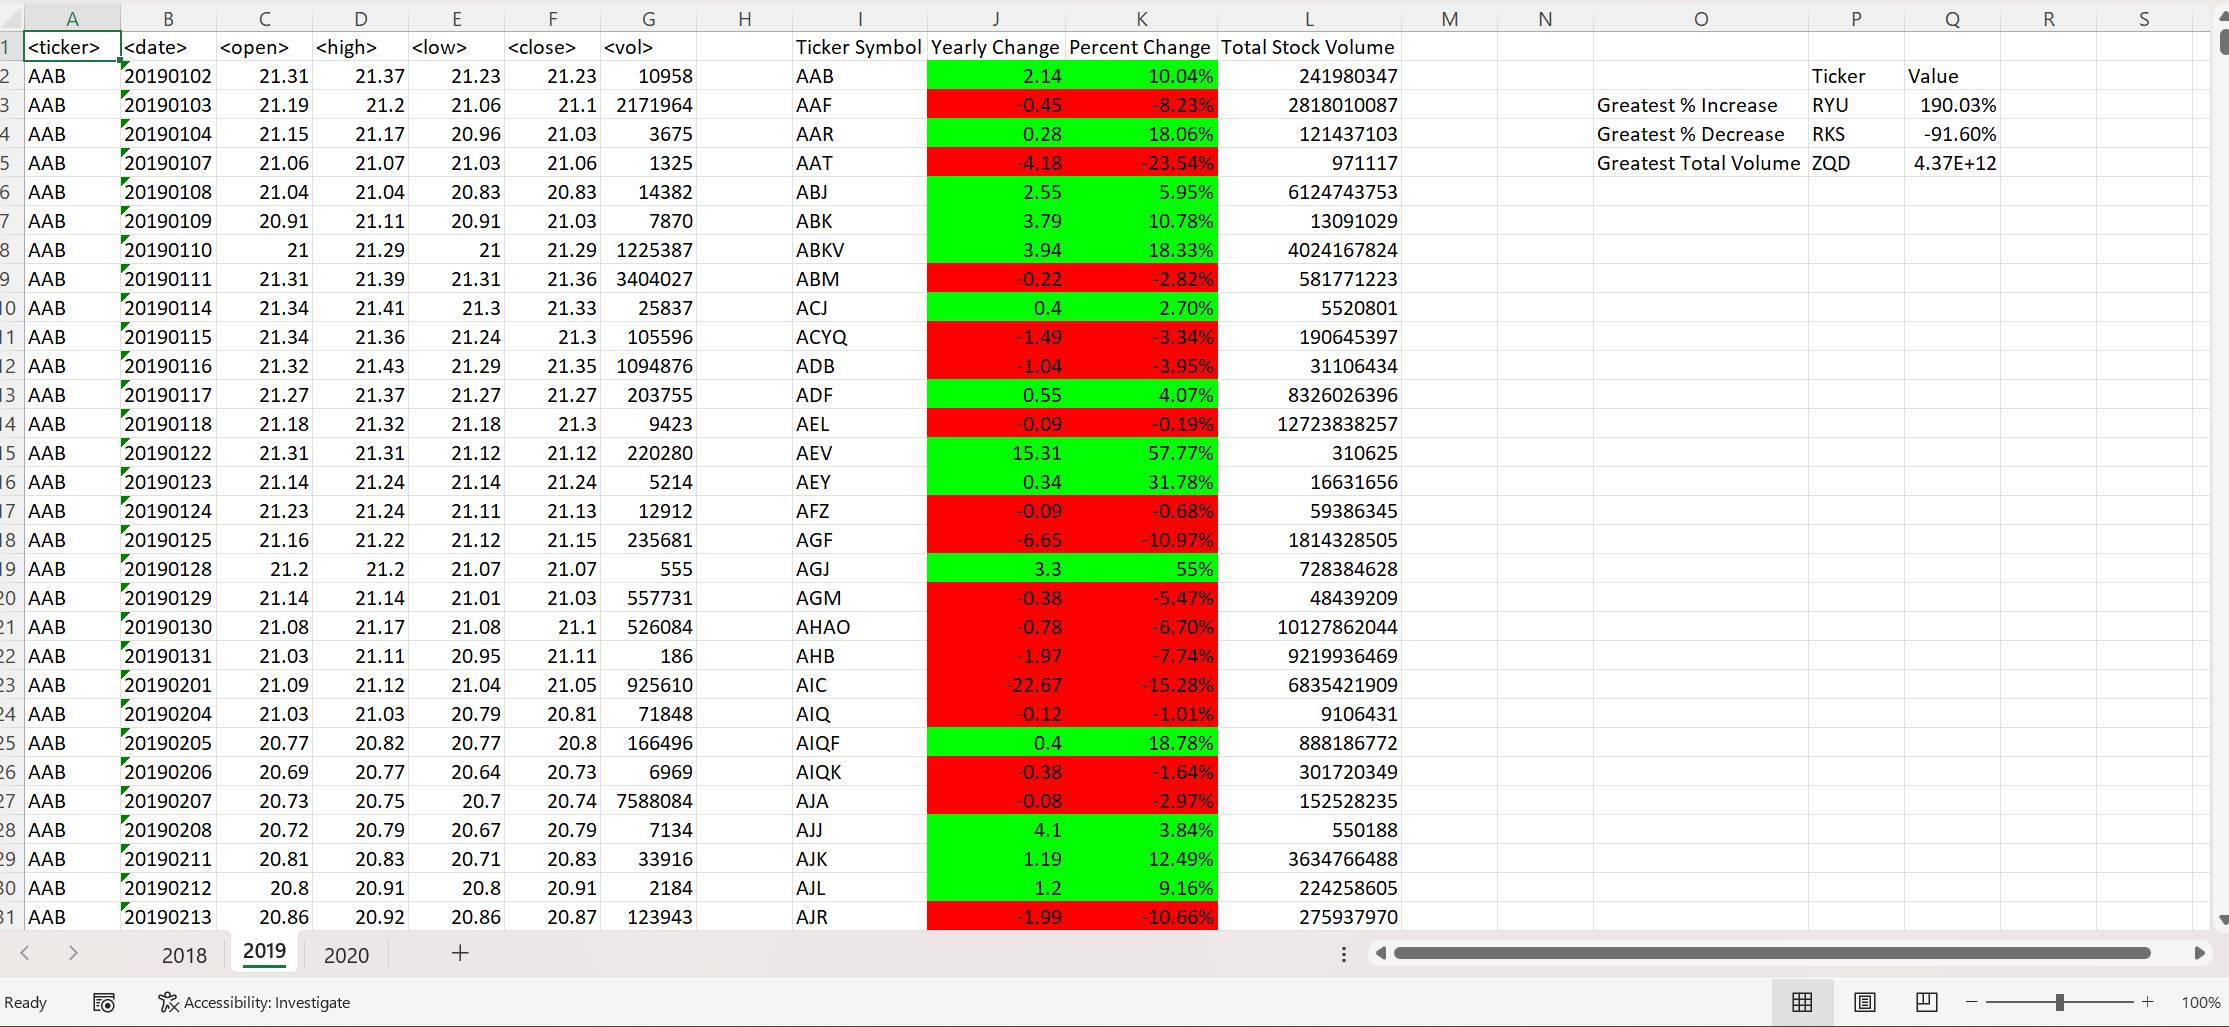 A B C D E F G H I J K L M N O P Q R S
1 <ticker> <date> <open> <high> <low> <close> <vol> Ticker Symbol Yearly Change Percent Change Total Stock Volume
2 AAB 20190102 21.31 21.37 21.23 21.23 10958 AAB 2.14 10.04% 241980347 Ticker Value
3 AAB 20190103 21.19 21.2 21.06 21.1 2171964 AAF -0.45 -8.23% 2818010087 Greatest % Increase RYU 190.03%
4 AAB 20190104 21.15 21.17 20.96 21.03 3675 AAR 0.28 18.06% 121437103 Greatest % Decrease RKS -91.60%
5 AAB 20190107 21.06 21.07 21.03 21.06 1325 AAT -4.18 -23.54% 971117 Greatest Total Volume ZQD 4.37E+12
6 AAB 20190108 21.04 21.04 20.83 20.83 14382 ABJ 2.55 5.95% 6124743753
7 AAB 20190109 20.91 21.11 20.91 21.03 7870 ABK 3.79 10.78% 13091029
8 AAB 20190110 21 21.29 21 21.29 1225387 ABKV 3.94 18.33% 4024167824
9 AAB 20190111 21.31 21.39 21.31 21.36 3404027 ABM -0.22 -2.82% 581771223
10 AAB 20190114 21.34 21.41 21.3 21.33 25837 ACJ 0.4 2.70% 5520801
11 AAB 20190115 21.34 21.36 21.24 21.3 105596 ACYQ -1.49 -3.34% 190645397
12 AAB 20190116 21.32 21.43 21.29 21.35 1094876 ADB -1.04 -3.95% 31106434
13 AAB 20190117 21.27 21.37 21.27 21.27 203755 ADF 0.55 4.07% 8326026396
14 AAB 20190118 21.18 21.32 21.18 21.3 9423 AEL -0.09 -0.19% 12723838257
15 AAB 20190122 21.31 21.31 21.12 21.12 220280 AEV 15.31 57.77% 310625
16 AAB 20190123 21.14 21.24 21.14 21.24 5214 AEY 0.34 31.78% 16631656
17 AAB 20190124 21.23 21.24 21.11 21.13 12912 AFZ -0.09 -0.68% 59386345
18 AAB 20190125 21.16 21.22 21.12 21.15 235681 AGF -6.65 -10.97% 1814328505
19 AAB 20190128 21.2 21.2 21.07 21.07 555 AGJ 3.3 55% 728384628
20 AAB 20190129 21.14 21.14 21.01 21.03 557731 AGM -0.38 -5.47% 48439209
21 AAB 20190130 21.08 21.17 21.08 21.1 526084 AHAO -0.78 -6.70% 10127862044
22 AAB 20190131 21.03 21.11 20.95 21.11 186 AHB -1.97 -7.74% 9219936469
23 AAB 20190201 21.09 21.12 21.04 21.05 925610 AIC -22.67 -15.28% 6835421909
24 AAB 20190204 21.03 21.03 20.79 20.81 71848 AIQ -0.12 -1.01% 9106431
25 AAB 20190205 20.77 20.82 20.77 20.8 166496 AIQF 0.4 18.78% 888186772
26 AAB 20190206 20.69 20.77 20.64 20.73 6969 AIQK -0.38 -1.64% 301720349
27 AAB 20190207 20.73 20.75 20.7 20.74 7588084 AJA -0.08 -2.97% 152528235
28 AAB 20190208 20.72 20.79 20.67 20.79 7134 AJJ 4.1 3.84% 550188
29 AAB 20190211 20.81 20.83 20.71 20.83 33916 AJK 1.19 12.49% 3634766488
30 AAB 20190212 20.8 20.91 20.8 20.91 2184 AJL 1.2 9.16% 224258605
31 AAB 20190213 20.86 20.92 20.86 20.87 123943 AJR -1.99 -10.66% 275937970
2018 2019 2020
Ready Accessibility: Investigate 100%